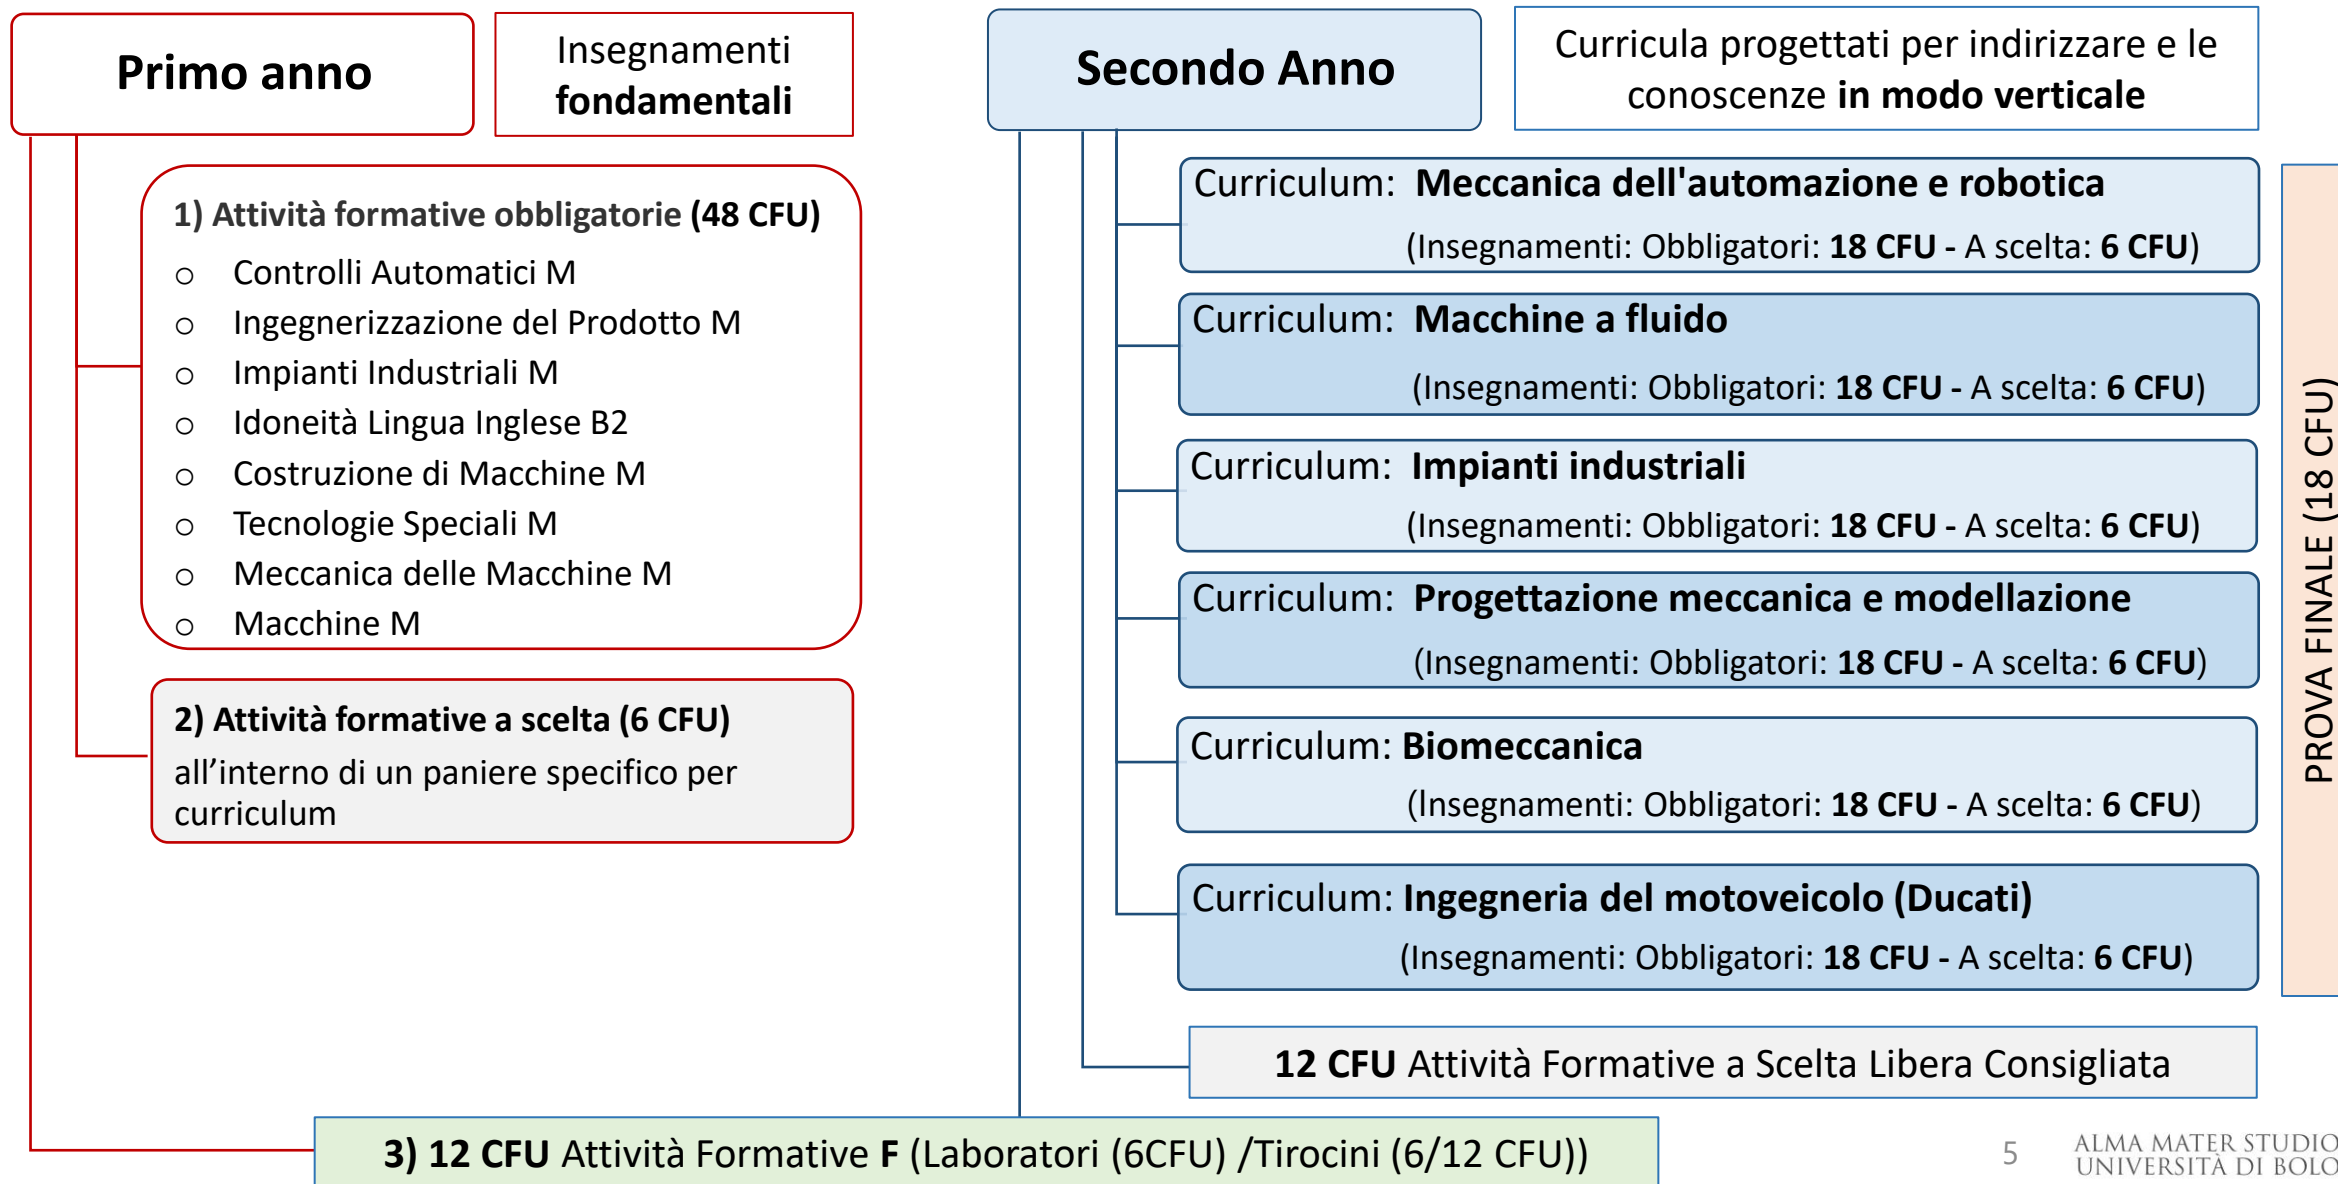 Primo anno
Insegnamenti
fondamentali
1) Attività formative obbligatorie (48 CFU)
o Controlli Automatici M
o Ingegnerizzazione del Prodotto M
o Impianti Industriali M
o Idoneità Lingua Inglese B2
o Costruzione di Macchine M
o Tecnologie Speciali M
o Meccanica delle Macchine M
o Macchine M
2) Attività formative a scelta (6 CFU)
all'interno di un paniere specifico per
curriculum
Secondo Anno
Curricula progettati per indirizzare e le
conoscenze in modo verticale
Curriculum: Meccanica dell'automazione e robotica
(Insegnamenti: Obbligatori: 18 CFU - A scelta: 6 CFU)
Curriculum: Macchine a fluido
(Insegnamenti: Obbligatori: 18 CFU - A scelta: 6 CFU)
Curriculum: Impianti industriali
(Insegnamenti: Obbligatori: 18 CFU - A scelta: 6 CFU)
Curriculum: Progettazione meccanica e modellazione
(Insegnamenti: Obbligatori: 18 CFU - A scelta: 6 CFU)
Curriculum: Biomeccanica
(Insegnamenti: Obbligatori: 18 CFU - A scelta: 6 CFU)
Curriculum: Ingegneria del motoveicolo (Ducati)
(Insegnamenti: Obbligatori: 18 CFU - A scelta: 6 CFU)
12 CFU Attività Formative a Scelta Libera Consigliata
PROVA FINALE (18 CFU)
3) 12 CFU Attività Formative F (Laboratori (6CFU) /Tirocini (6/12 CFU))
5
ALMA MATER STUDIO
UNIVERSITÀ DI BOLO